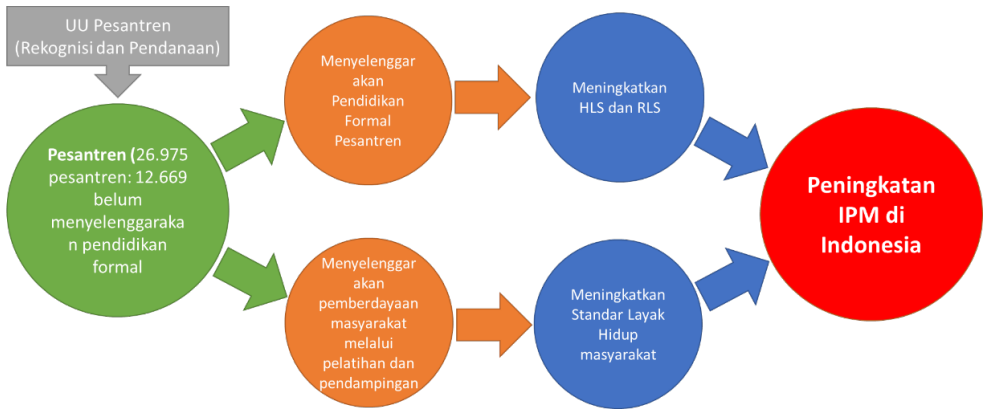 UU Pesantren
(Rekognisi dan Pendanaan)
Pesantren (26.975
pesantren: 12.669
belum
menyelenggaraka
n pendidikan
formal
Menyelenggar
akan
Pendidikan
Formal
Pesantren
Meningkatkan
HLS dan RLS
Menyelenggar
akan
pemberdayaan
masyarakat
melalui
pelatihan dan
pendampingan
Meningkatkan
Standar Layak
Hidup
masyarakat
Peningkatan
IPM di
Indonesia